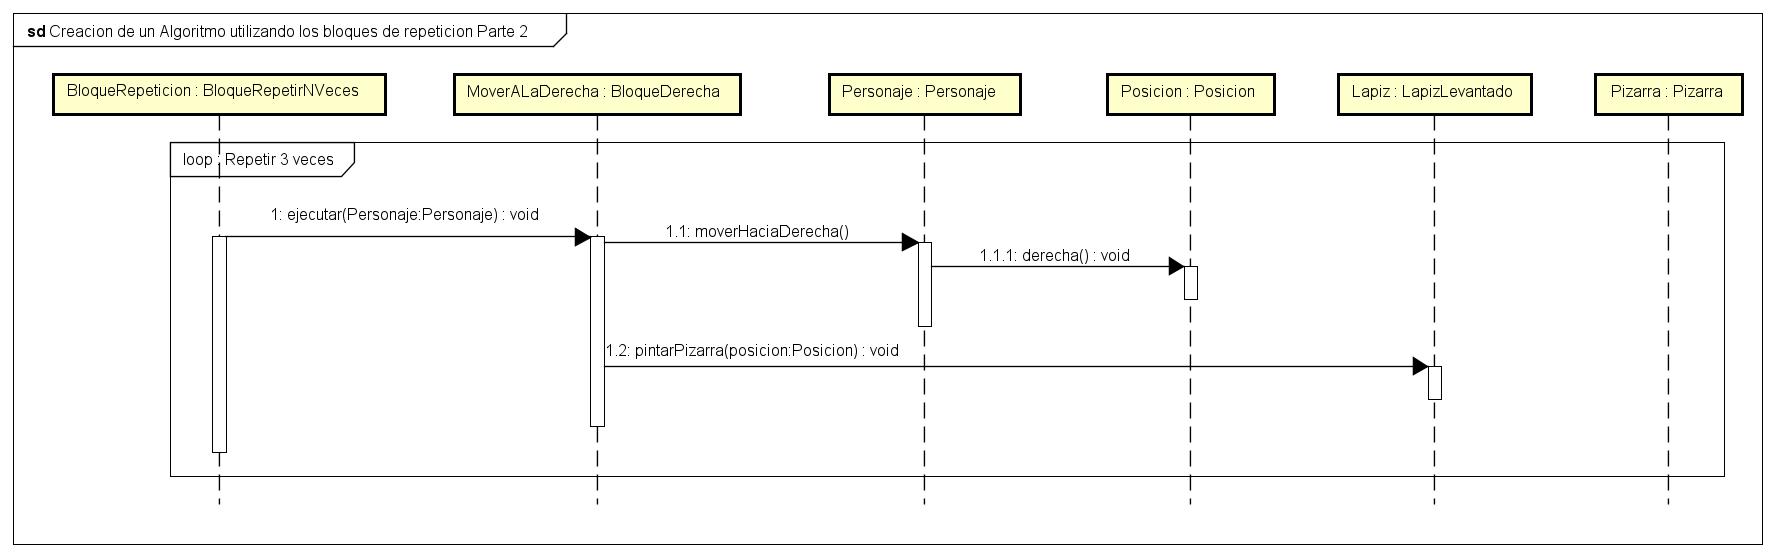 sd Creacion de un Algoritmo utilizando los bloques de repeticion Parte 2
BloqueRepeticion : BloqueRepetirNVeces
MoverALaDerecha : BloqueDerecha
Personaje : Personaje
Posicion : Posicion
Lapiz : LapizLevantado
Pizarra : Pizarra
loop : Repetir 3 veces
1: ejecutar(Personaje:Personaje) : void
1.1: moverHaciaDerecha()
1.1.1: derecha() : void
1.2: pintarPizarra(posicion:Posicion) : void